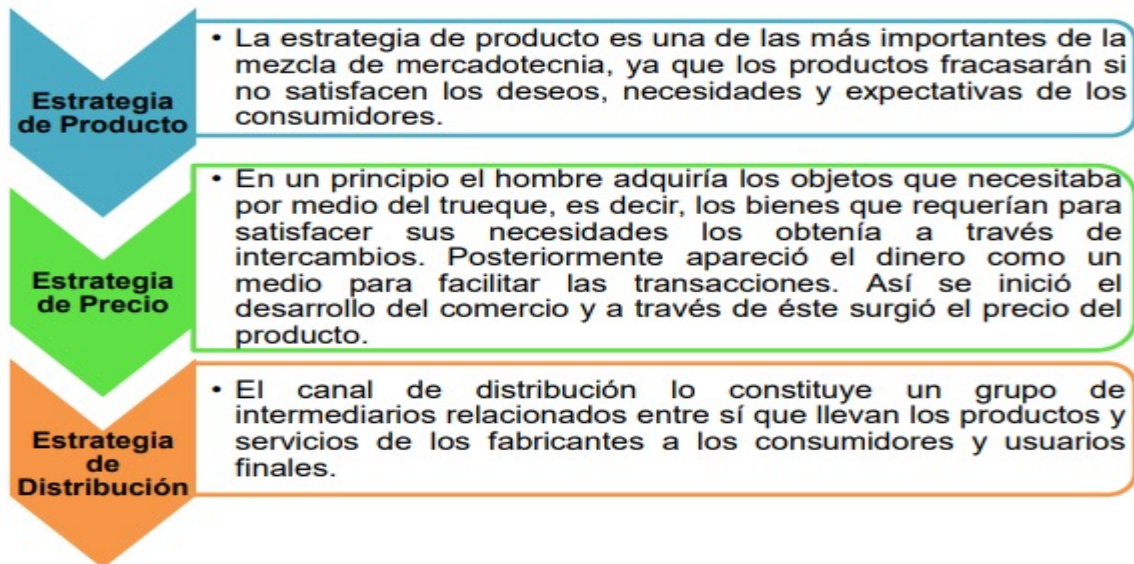 Estrategia
de Producto
• La estrategia de producto es una de las más importantes de la
mezcla de mercadotecnia, ya que los productos fracasarán si
no satisfacen los deseos, necesidades y expectativas de los
consumidores.
Estrategia
de Precio
• En un principio el hombre adquiría los objetos que necesitaba
por medio del trueque, es decir, los bienes que requerían para
satisfacer sus necesidades los obtenía a través de
intercambios. Posteriormente apareció el dinero como un
medio para facilitar las transacciones. Así se inició el
desarrollo del comercio y a través de éste surgió el precio del
producto.
Estrategia
de
Distribución
• El canal de distribución lo constituye un grupo de
intermediarios relacionados entre sí que llevan los productos y
servicios de los fabricantes a los consumidores y usuarios
finales.